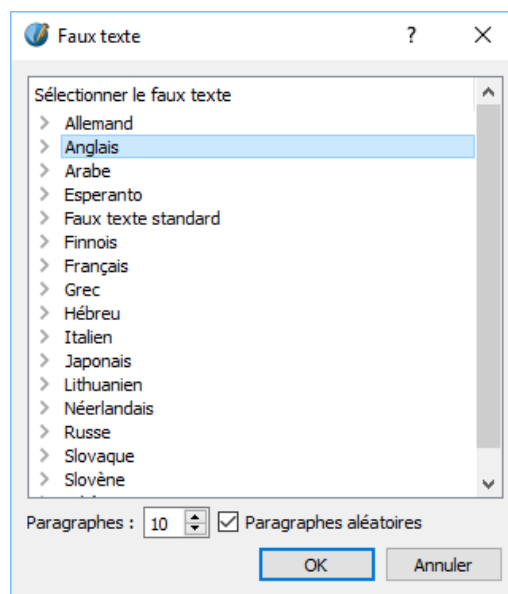 Faux texte
?
Sélectionner le faux texte
Allemand
Anglais
Arabe
Esperanto
Faux texte standard
Finnois
Français
Grec
Hébreu
Italien
Japonais
Lithuanien
Néerlandais
Russe
Slovaque
Slovène
Paragraphes : 10 Paragraphes aléatoires
OK Annuler